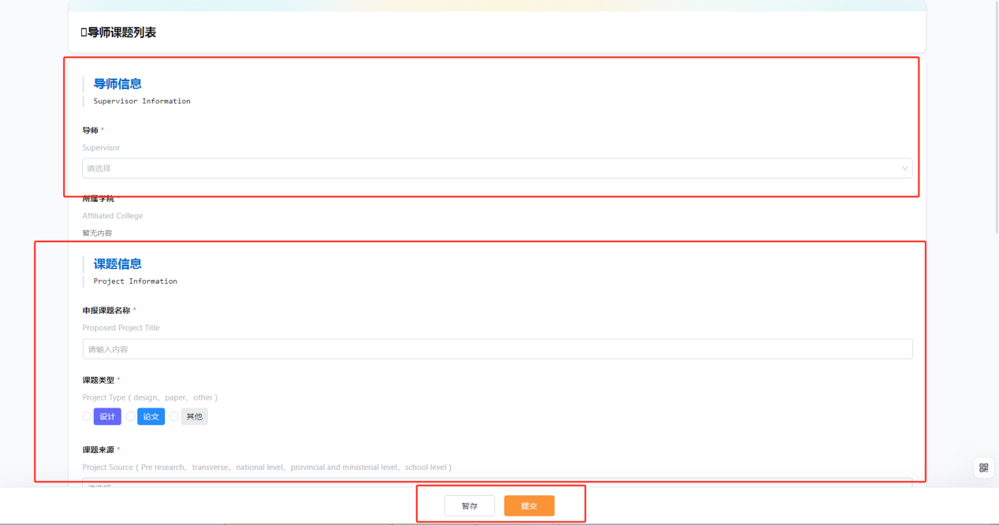 导师课题列表
导师信息
Supervisor Information
导师 *
Supervisor
请选择
所属学院 *
Affiliated College
暂无内容
课题信息
Project Information
申报课题名称 *
Proposed Project Title
请输入内容
课题类型 *
Project Type ( design、paper、other )
设计 论文 其他
课题来源 *
Project Source ( Pre research、transverse、national level、provincial and ministerial level、school level )
请选择
暂存 提交